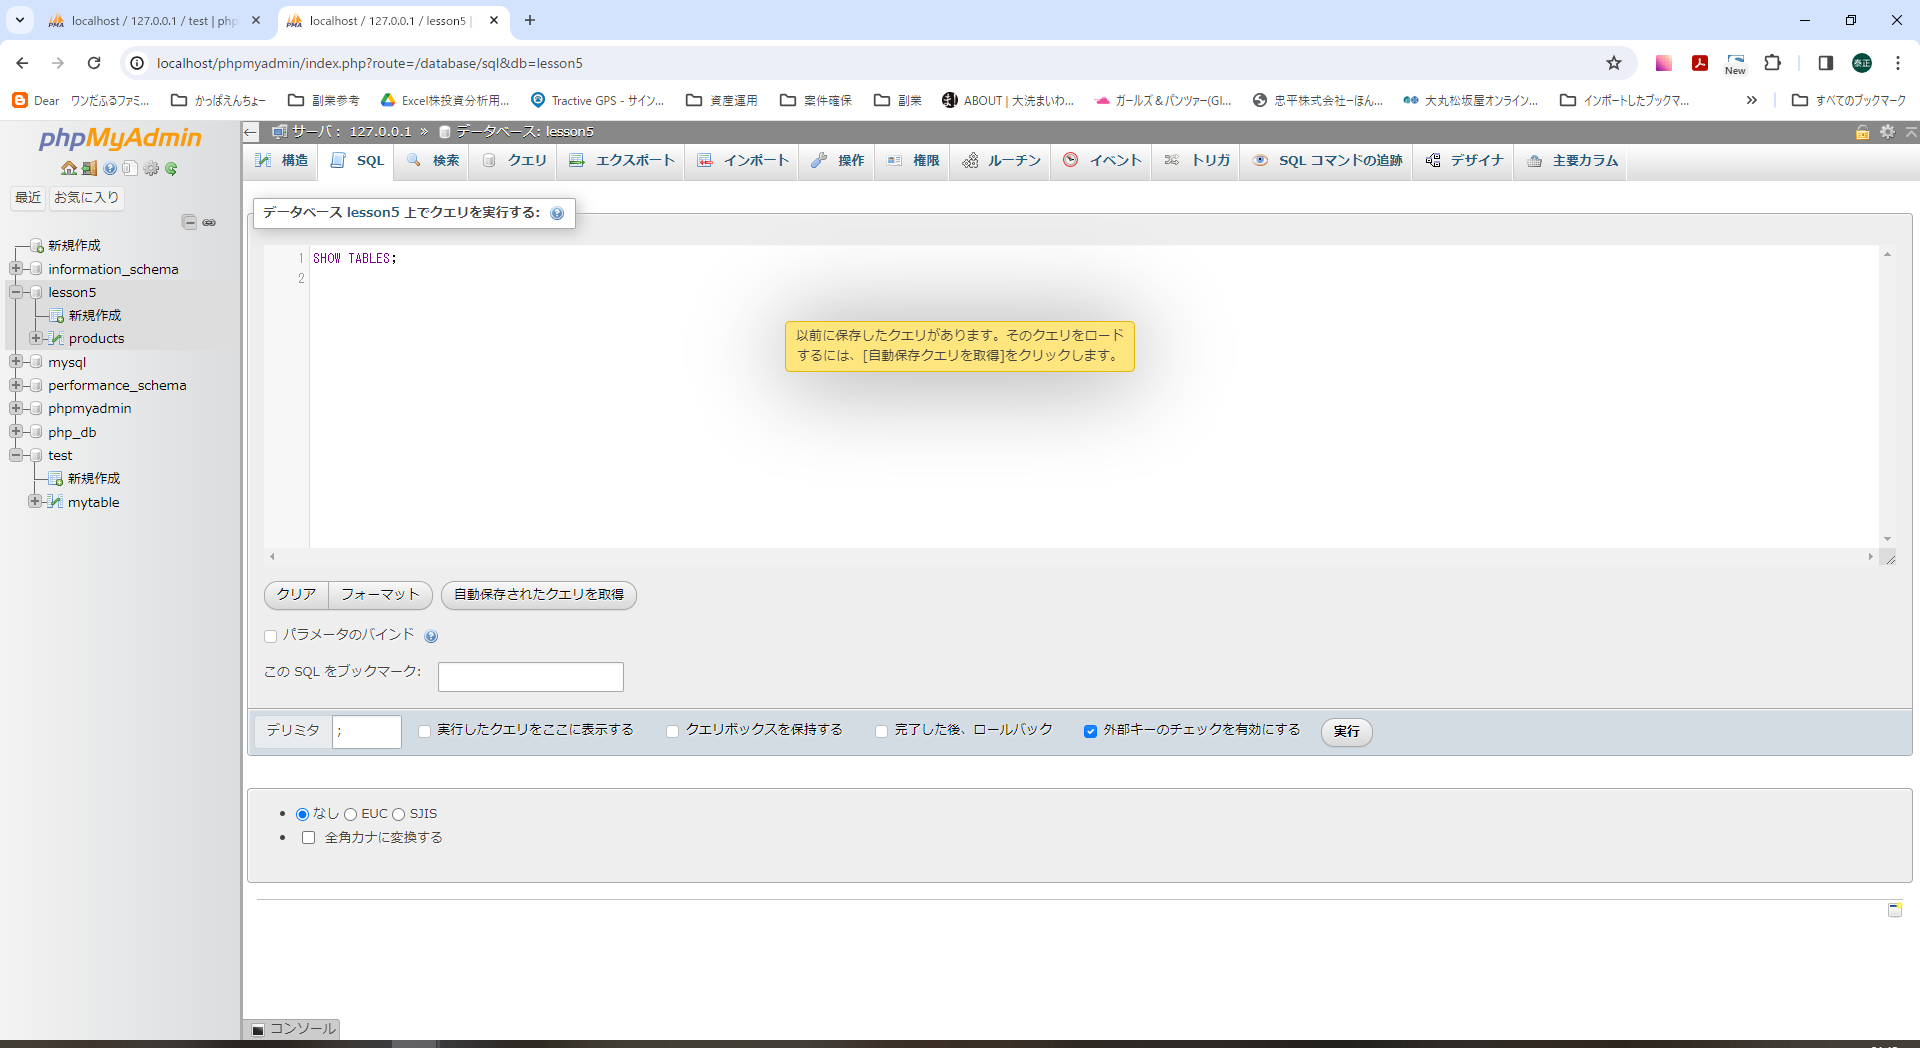 localhost / 127.0.0.1 / test | php
localhost / 127.0.0.1 / lesson5 |
localhost/phpmyadmin/index.php?route=/database/sql&db=lesson5
New
泰正
Dear ワンだふるファミ...
かっぱえんちょー
副業参考
Excel株投資分析用...
Tractive GPS - サイン...
資産運用
案件確保
副業
ABOUT | 大洗まいわ...
ガールズ＆パンツァー(GI...
忠平株式会社ーほん...
大丸松坂屋オンライン...
インポートしたブックマ...
»
すべてのブックマーク
phpMyAdmin
最近
お気に入り
新規作成
information_schema
lesson5
新規作成
products
mysql
performance_schema
phpmyadmin
php_db
test
新規作成
mytable
サーバ: 127.0.0.1 » データベース: lesson5
構造
SQL
検索
クエリ
エクスポート
インポート
操作
権限
ルーチン
イベント
トリガ
SQL コマンドの追跡
デザイナ
主要カラム
データベース lesson5 上でクエリを実行する:
1 SHOW TABLES;
2
以前に保存したクエリがあります。そのクエリをロード
するには、[自動保存クエリを取得]をクリックします。
クリア
フォーマット
自動保存されたクエリを取得
パラメータのバインド
この SQL をブックマーク:
デリミタ
;
実行したクエリをここに表示する
クエリボックスを保持する
完了した後、ロールバック
外部キーのチェックを有効にする
実行
なし EUC SJIS
全角カナに変換する
コンソール